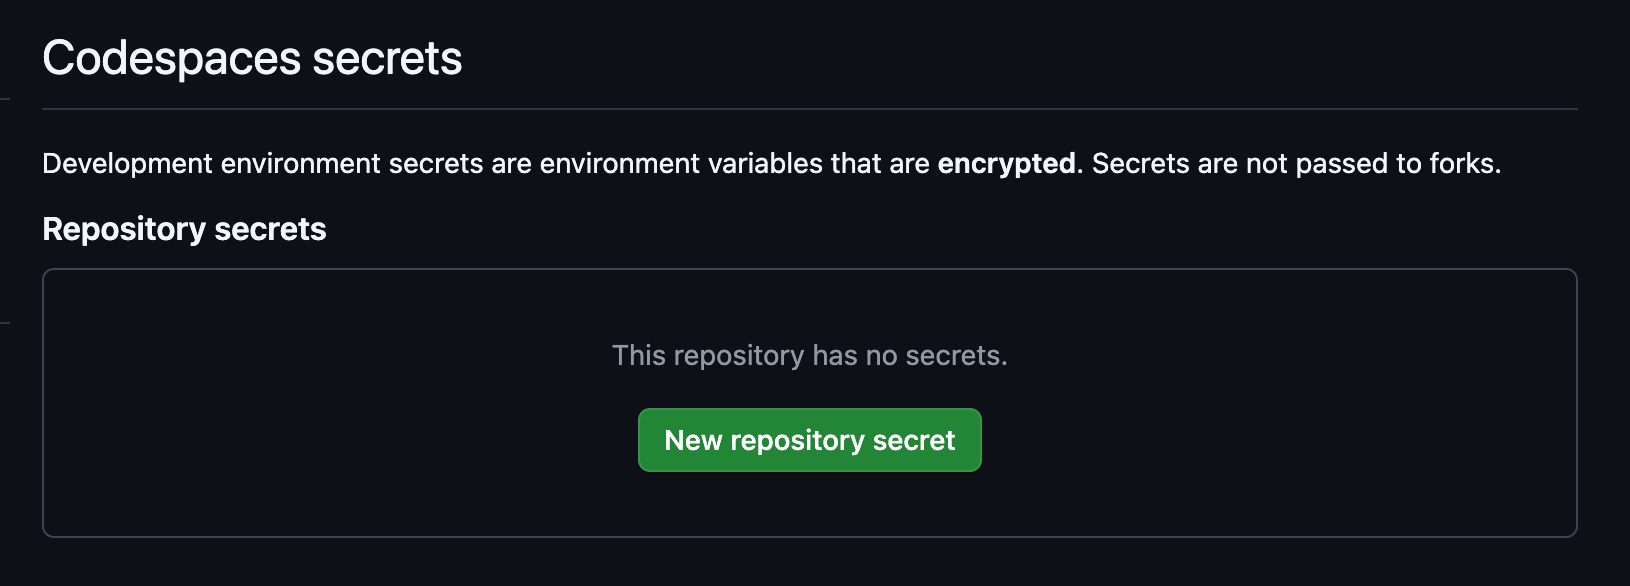 Codespaces secrets
Development environment secrets are environment variables that are encrypted. Secrets are not passed to forks.
Repository secrets
This repository has no secrets.
New repository secret